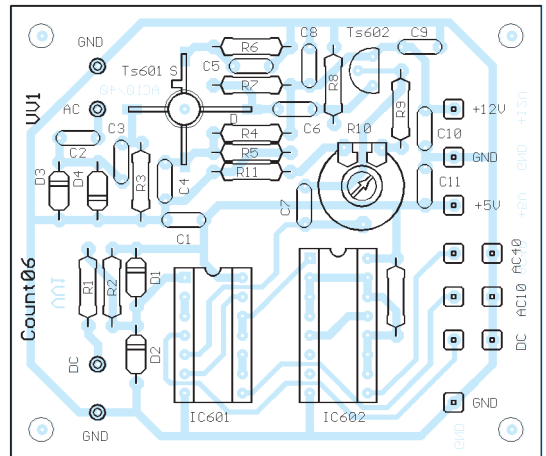 GND
C8
Ts602
C9
R6
Ts601 S
C5
R8
R7
R9
VV1
AC
D
C6
+12V
C2
C3
R4
R10
C10
R5
GND
D3
D4
R3
C4
R11
C11
C7
+5V
C1
Count06
R1
R2
D1
AC40
AC10
DC
D2
DC
GND
IC601
IC602
GND